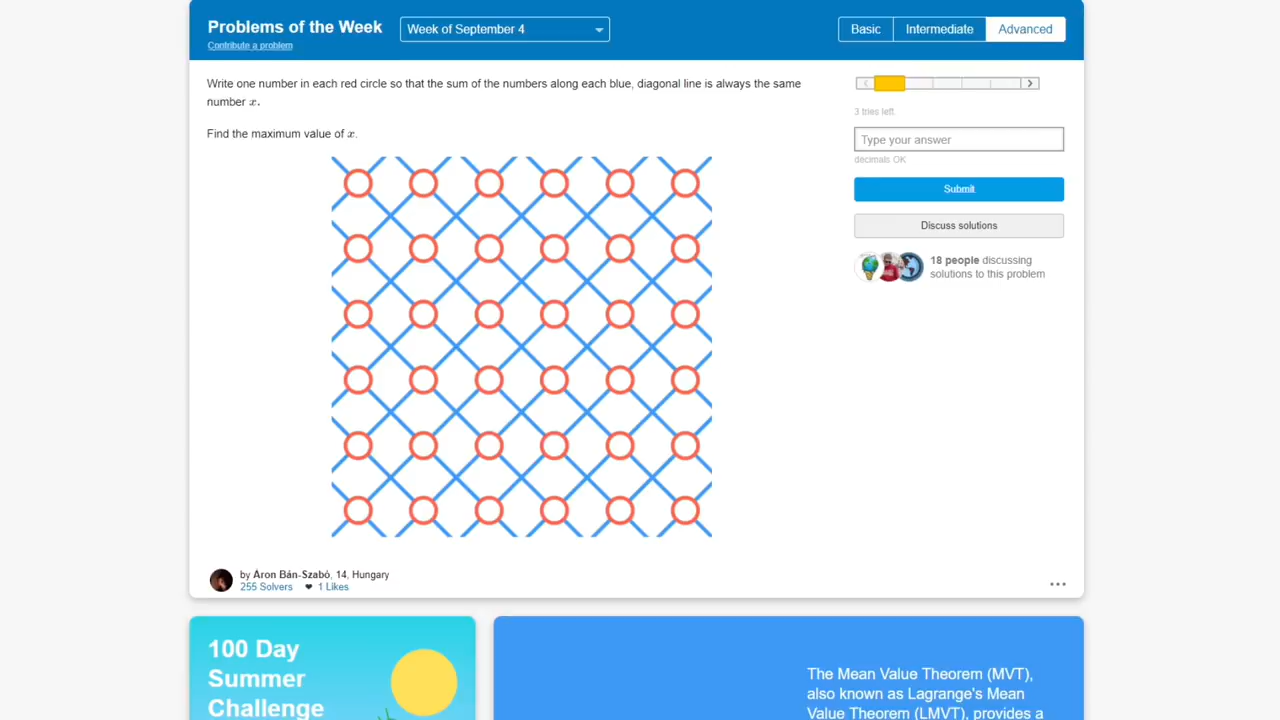 Problems of the Week
Contribute a problem
Week of September 4
Basic
Intermediate
Advanced
Write one number in each red circle so that the sum of the numbers along each blue, diagonal line is always the same
number x.
Find the maximum value of x.
3 tries left
Type your answer
decimals OK
Submit
Discuss solutions
18 people discussing
solutions to this problem
by Áron Bán-Szabó, 14, Hungary
255 Solvers
1 Likes
100 Day
Summer
Challenge
The Mean Value Theorem (MVT),
also known as Lagrange's Mean
Value Theorem (LMVT), provides a